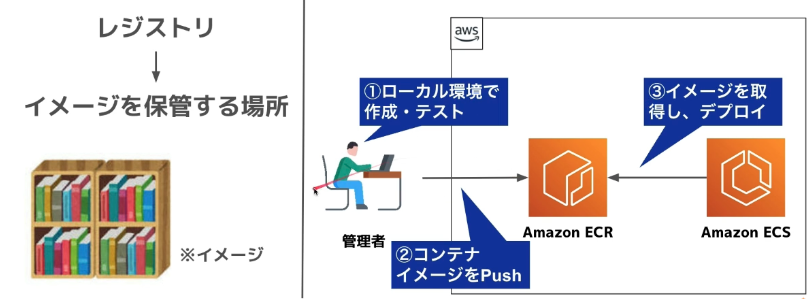 レジストリ
イメージを保管する場所
※イメージ
aws
①ローカル環境で
作成・テスト
③イメージを取
得し、デプロイ
管理者
Amazon ECR
Amazon ECS
②コンテナ
イメージをPush